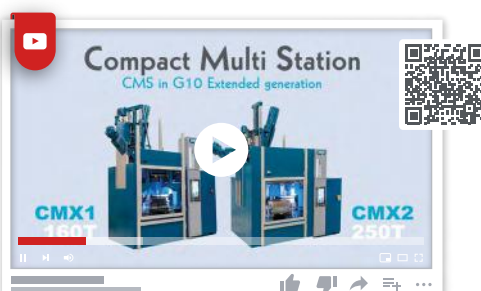 Compact Multi Station
CMS in G10 Extended generation
CMX1
160T
CMX2
250T